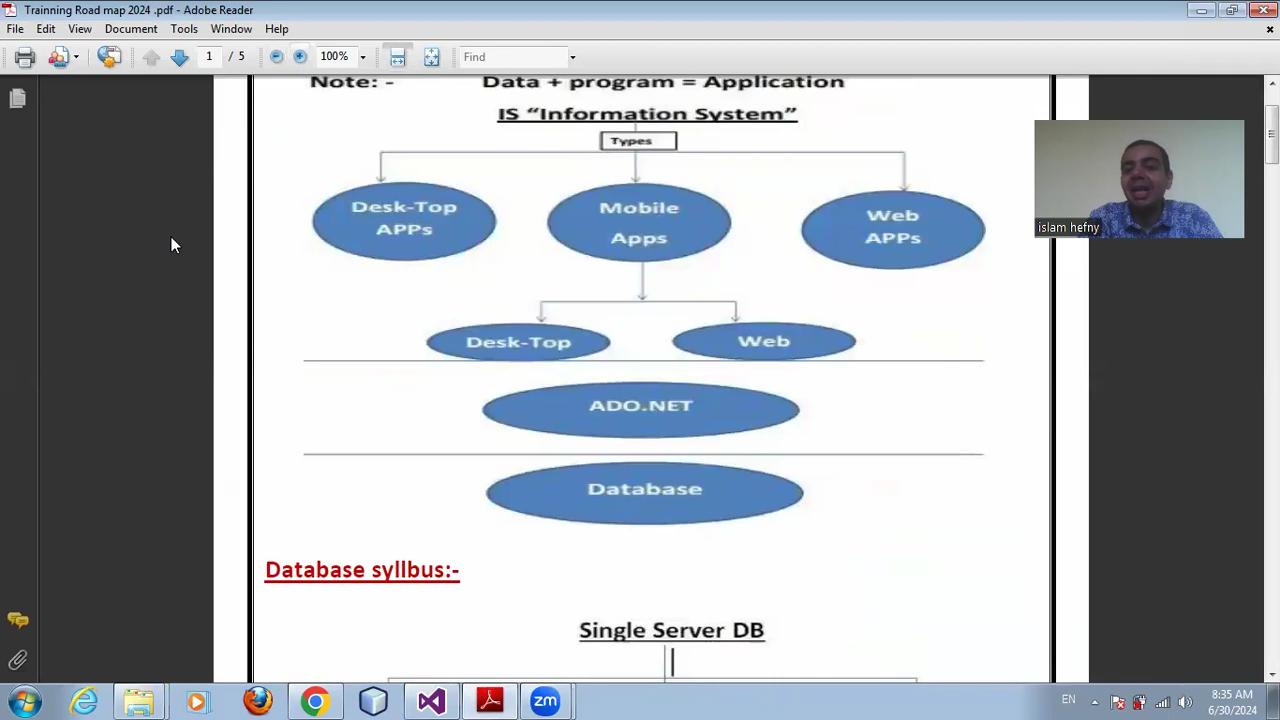 Trainning Road map 2024 .pdf - Adobe Reader
File Edit View Document Tools Window Help
1 / 5 100% Find
Note: - Data + program = Application
IS “Information System”
Types
Desk-Top
APPs
Mobile
Apps
Web
APPs
islam hefny
Desk-Top
Web
ADO.NET
Database
Database syllbus:-
Single Server DB
zm
EN
8:35 AM
6/30/2024